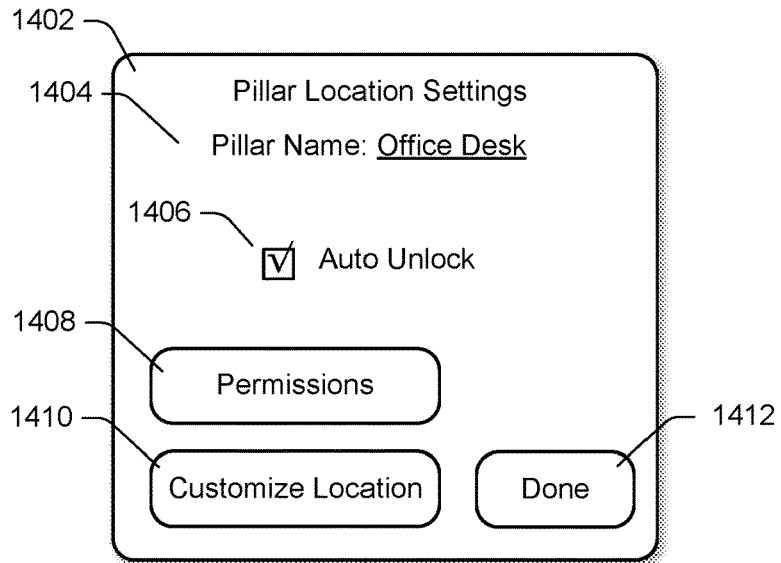 1402
1404
Pillar Location Settings
Pillar Name: Office Desk
1406
Auto Unlock
1408
Permissions
1410
1412
Customize Location
Done